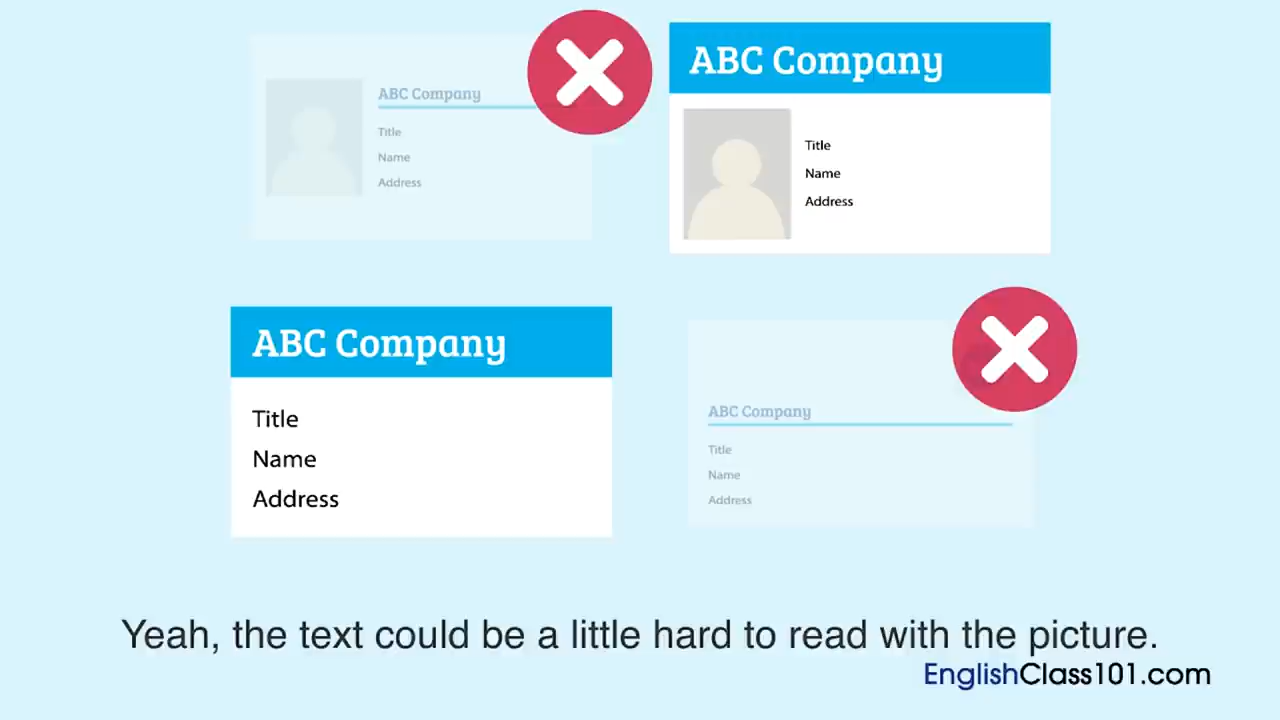 ABC Company
Title
Name
Address
ABC Company
Title
Name
Address
ABC Company
Title
Name
Address
ABC Company
Title
Name
Address
Yeah, the text could be a little hard to read with the picture.
EnglishClass101.com